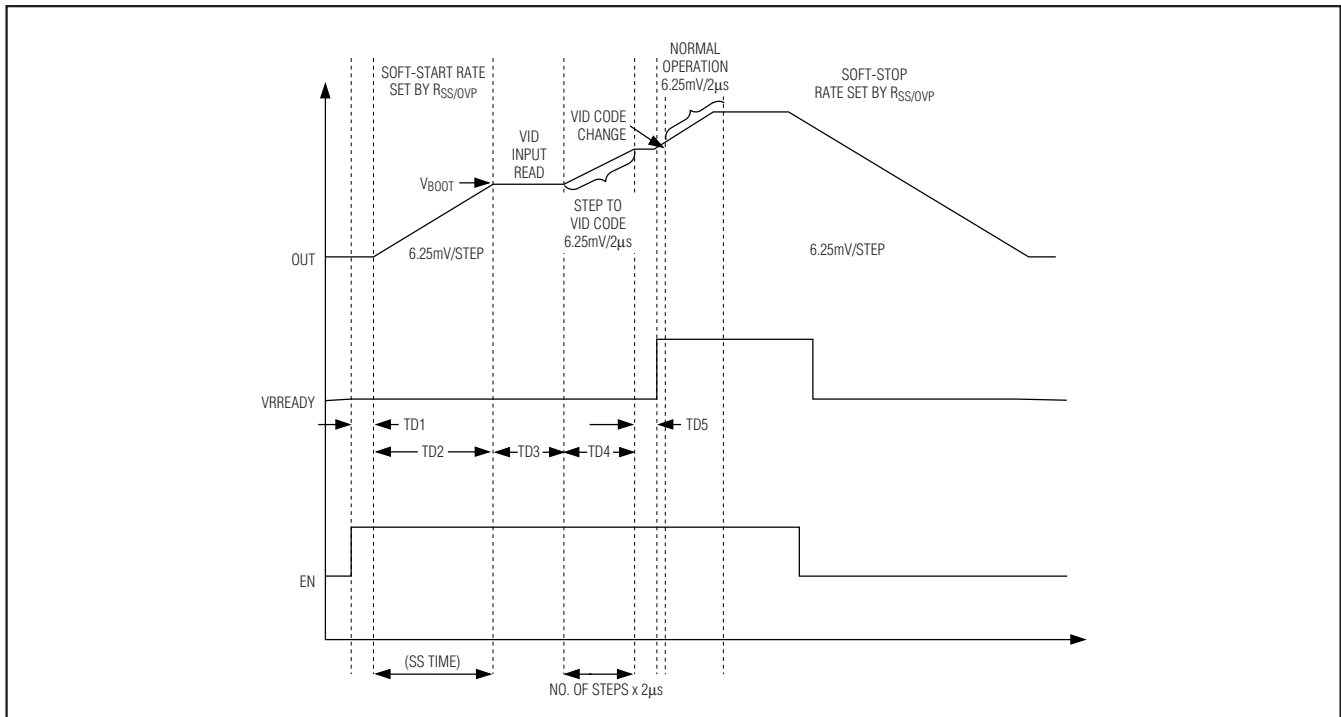 SOFT-START RATE
SET BY RSS/OVP
NORMAL
OPERATION
6.25mV/2µs
SOFT-STOP
RATE SET BY RSS/OVP
VID CODE
CHANGE
VID
INPUT
READ
VBOOT
STEP TO
VID CODE
6.25mV/2µs
6.25mV/STEP
6.25mV/STEP
OUT
VRREADY
TD1
TD5
TD2
TD3
TD4
EN
(SS TIME)
NO. OF STEPS x 2µs